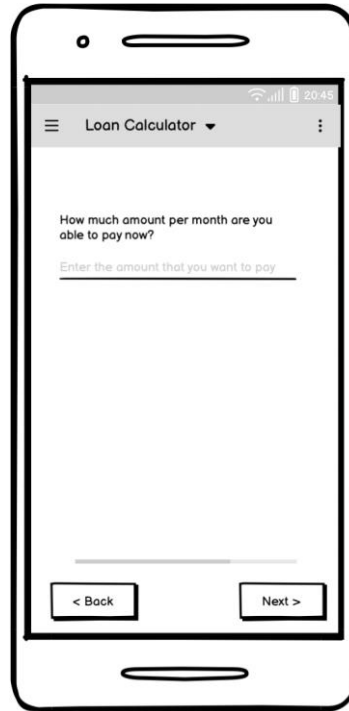 20:45
Loan Calculator
How much amount per month are you
able to pay now?
Enter the amount that you want to pay
< Back
Next >